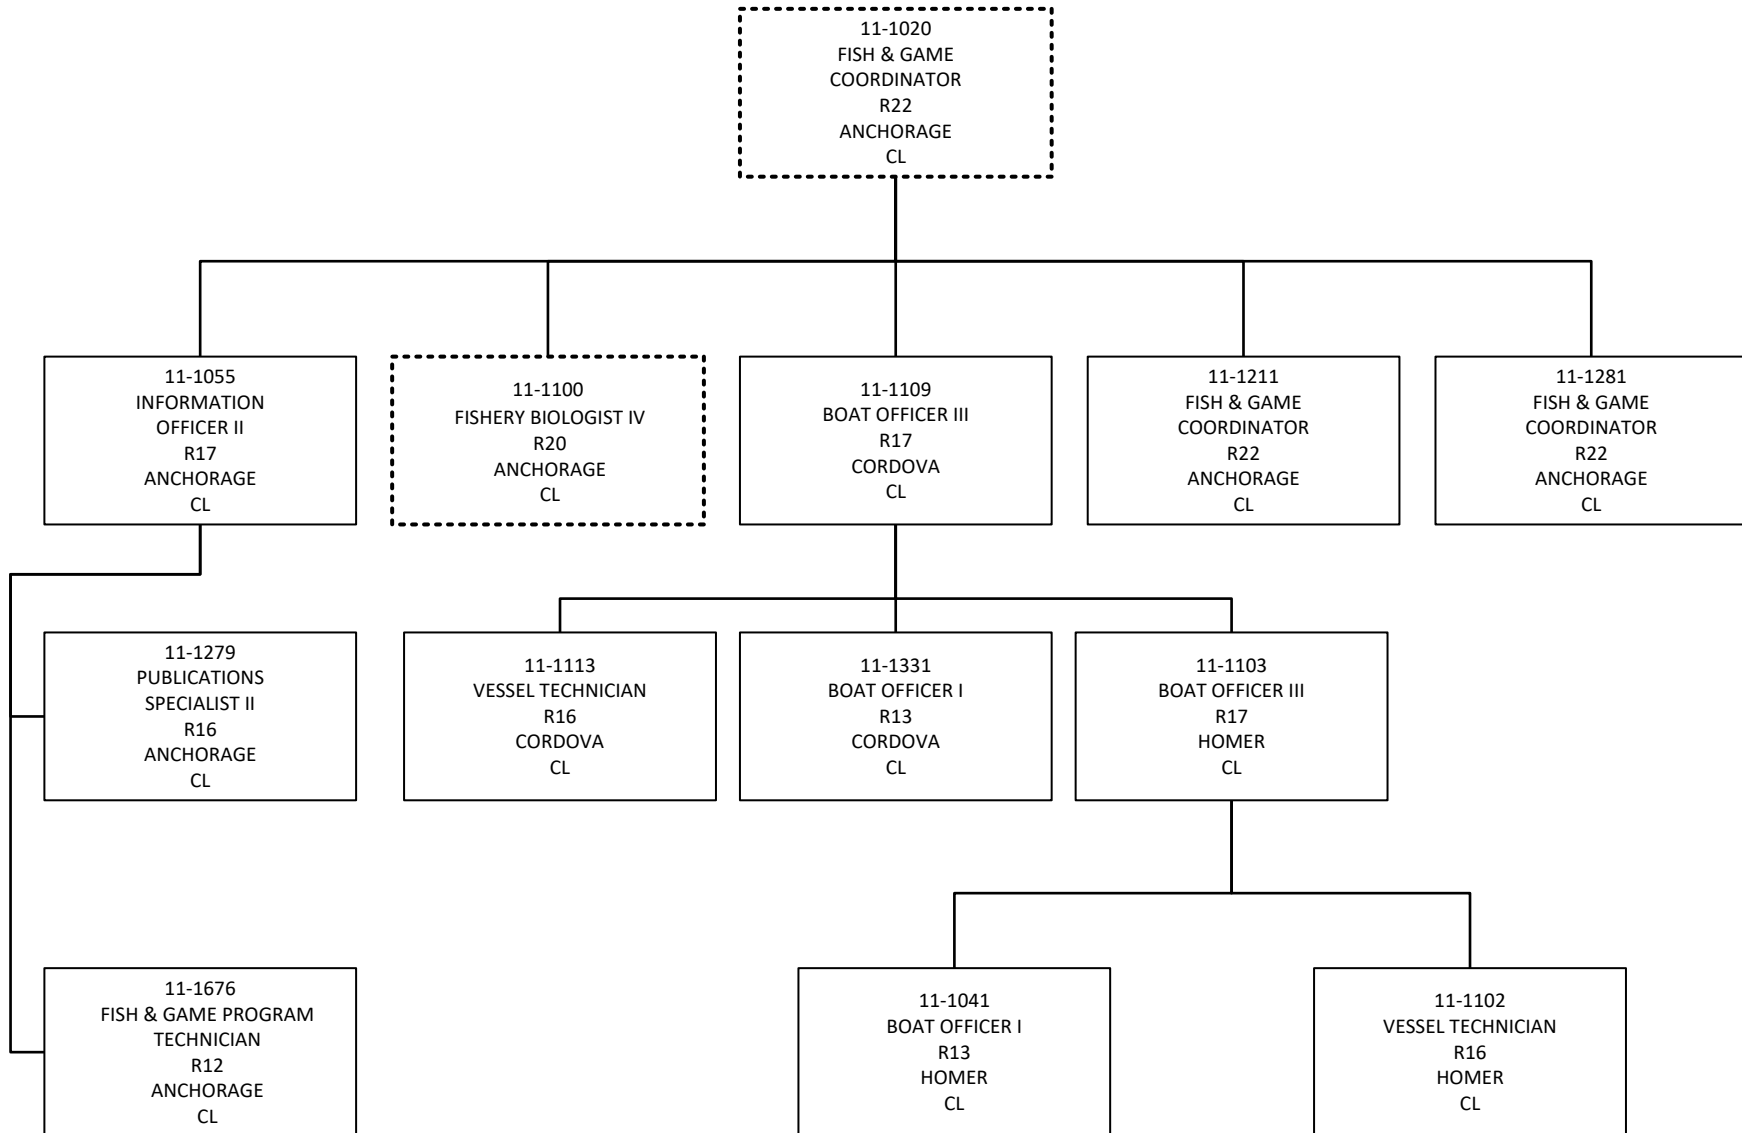 11-1020
FISH & GAME
COORDINATOR
R22
ANCHORAGE
CL
11-1055
INFORMATION
OFFICER II
R17
ANCHORAGE
CL
11-1100
FISHERY BIOLOGIST IV
R20
ANCHORAGE
CL
11-1109
BOAT OFFICER III
R17
CORDOVA
CL
11-1211
FISH & GAME
COORDINATOR
R22
ANCHORAGE
CL
11-1281
FISH & GAME
COORDINATOR
R22
ANCHORAGE
CL
11-1279
PUBLICATIONS
SPECIALIST II
R16
ANCHORAGE
CL
11-1113
VESSEL TECHNICIAN
R16
CORDOVA
CL
11-1331
BOAT OFFICER I
R13
CORDOVA
CL
11-1103
BOAT OFFICER III
R17
HOMER
CL
11-1676
FISH & GAME PROGRAM
TECHNICIAN
R12
ANCHORAGE
CL
11-1041
BOAT OFFICER I
R13
HOMER
CL
11-1102
VESSEL TECHNICIAN
R16
HOMER
CL